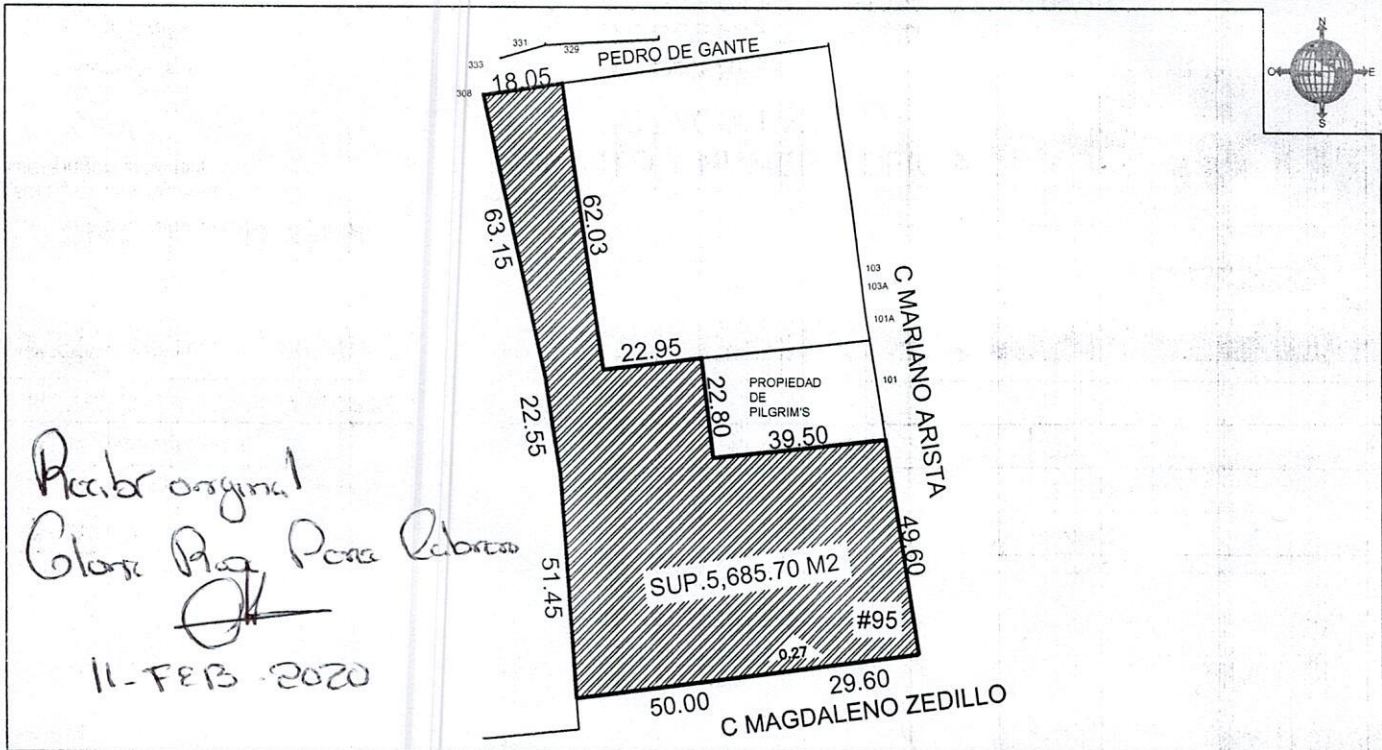 N
O
E
S
331
329
PEDRO DE GANTE
333
308
18.05
63.15
62.03
103
103A
101A
C MARIANO ARISTA
22.95
101
PROPIEDAD
DE
PILGRIM'S
22.80
39.50
22.55
49.60
51.45
SUP.5,685.70 M2
#95
0.27
50.00
29.60
C MAGDALENO ZEDILLO
Recibí original
Gloria Rosa
11-FEB-2020